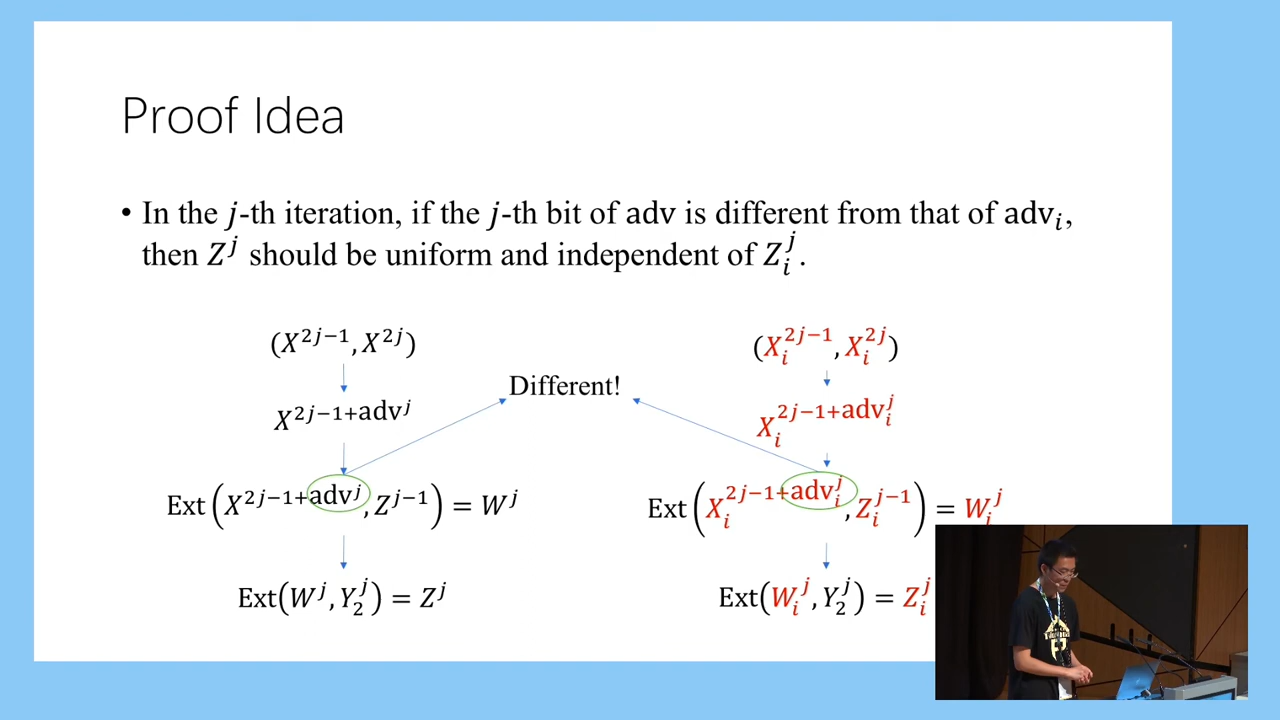 Proof Idea
• In the j-th iteration, if the j-th bit of adv is different from that of advᵢ,
then Z^j should be uniform and independent of Z_i^j.
(X^{2j−1}, X^{2j})
(X_i^{2j−1}, X_i^{2j})
Different!
X^{2j−1+adv^j}
X_i^{2j−1+adv_i^j}
Ext(X^{2j−1+adv^j}, Z^{j−1}) = W^j
Ext(X_i^{2j−1+adv_i^j}, Z_i^{j−1}) = W_i^j
Ext(W^j, Y_2^j) = Z^j
Ext(W_i^j, Y_2^j) = Z_i^j